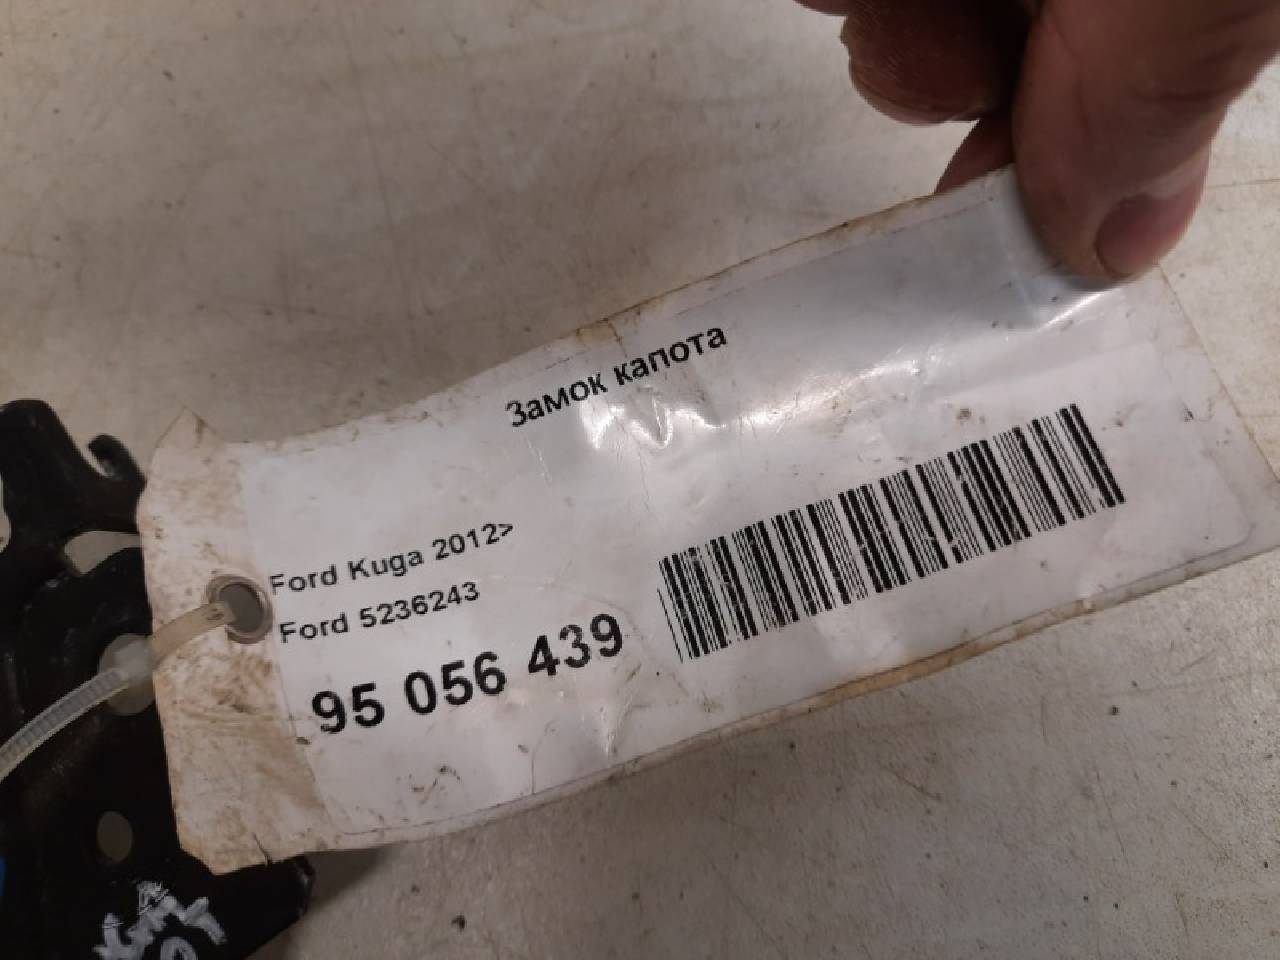 Замок капота
Ford Kuga 2012>
Ford 5236243
95 056 439